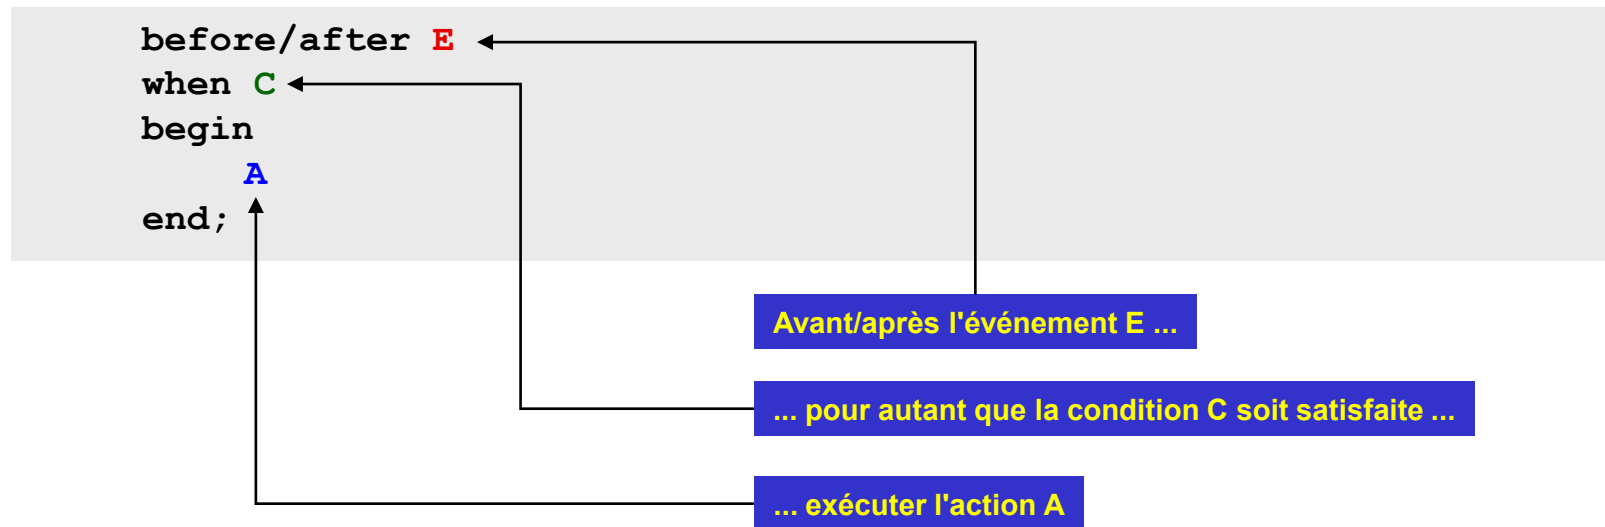 before/after E
when C
begin
A
end;
Avant/après l'événement E ...
... pour autant que la condition C soit satisfaite ...
... exécuter l'action A